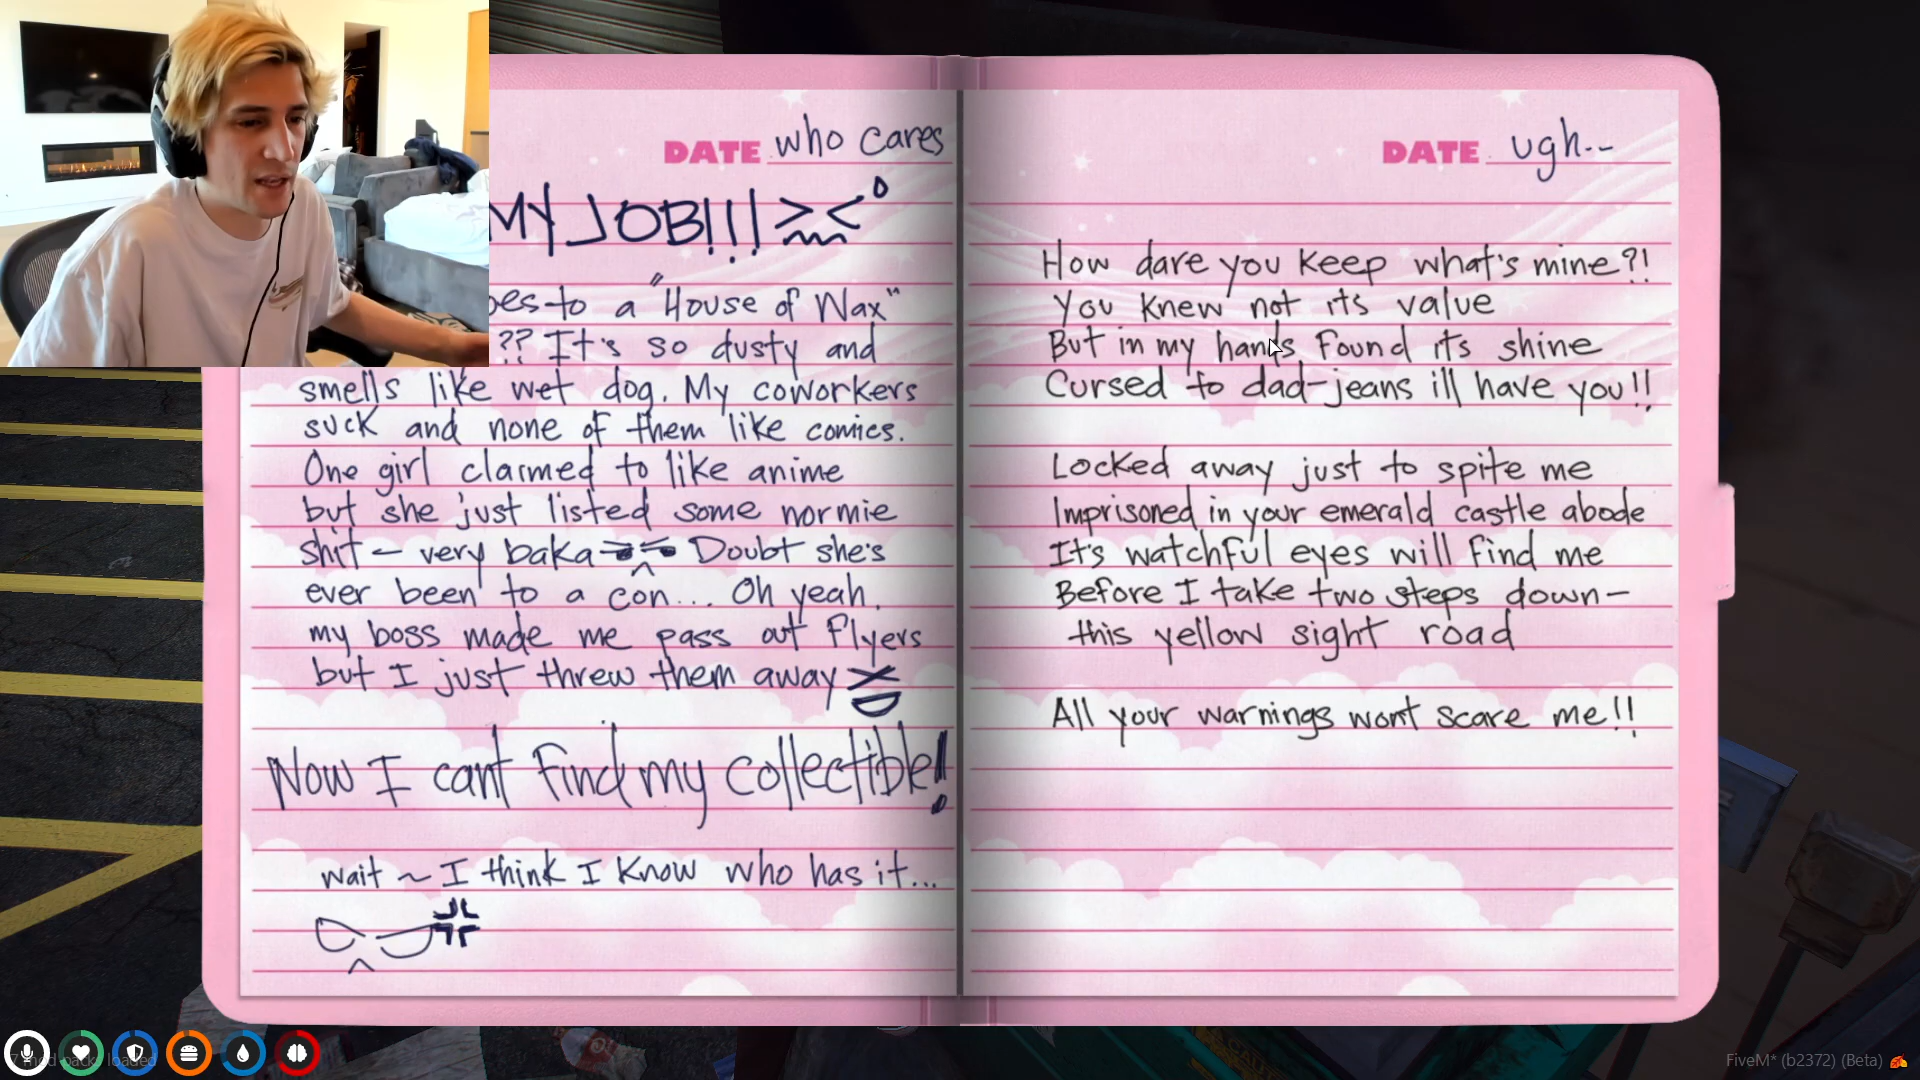 DATE who cares
MY JOB!!!
oes to a "House of Wax"
?? It's so dusty and
smells like wet dog. My coworkers
suck and none of them like comics.
One girl claimed to like anime
but she just listed some normie
shit - very baka Doubt she's
ever been to a con... Oh yeah,
my boss made me pass out flyers
but I just threw them away
Now I cant find my collectible!
wait ~ I think I know who has it...
DATE ugh--
How dare you keep what's mine?!
You knew not its value
But in my hands found its shine
Cursed to dad-jeans ill have you!!
Locked away just to spite me
Imprisoned in your emerald castle abode
It's watchful eyes will find me
Before I take two steps down-
this yellow sight road
All your warnings wont scare me!!
loaded
FiveM* (b2372) (Beta)